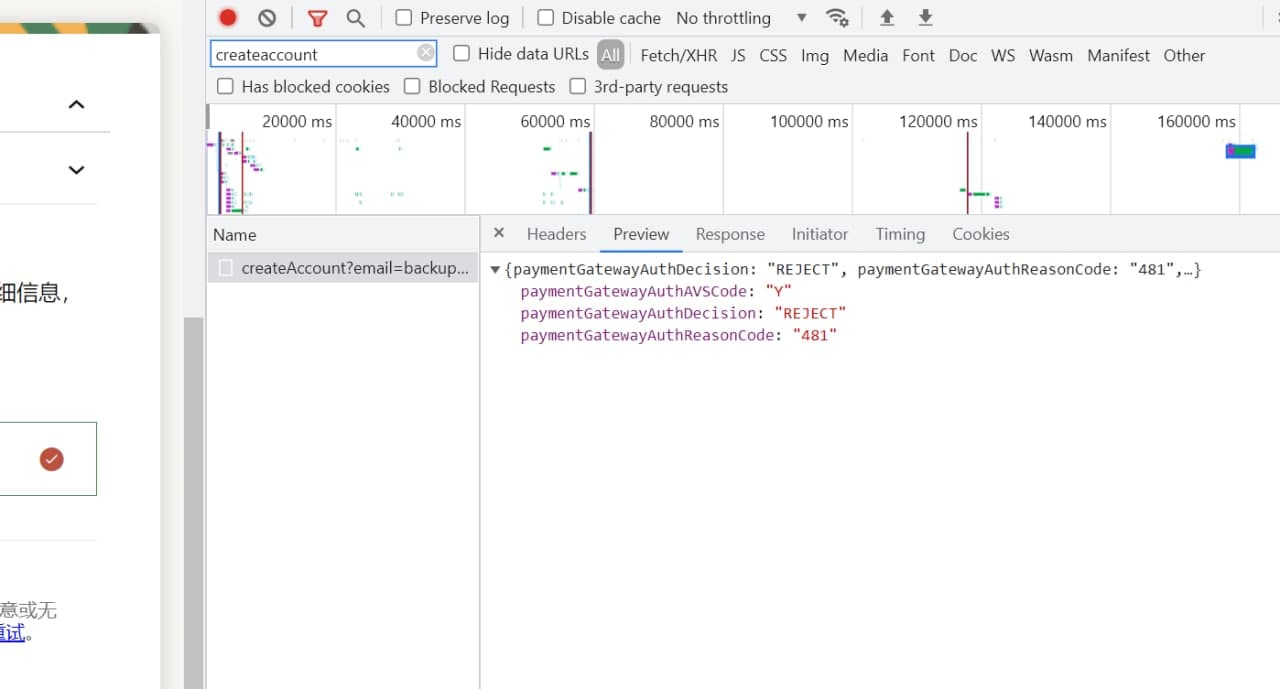 Preserve log Disable cache No throttling
createaccount Hide data URLs All Fetch/XHR JS CSS Img Media Font Doc WS Wasm Manifest Other
Has blocked cookies Blocked Requests 3rd-party requests
20000 ms 40000 ms 60000 ms 80000 ms 100000 ms 120000 ms 140000 ms 160000 ms
Name
× Headers Preview Response Initiator Timing Cookies
createAccount?email=backup...
▼{paymentGatewayAuthDecision: "REJECT", paymentGatewayAuthReasonCode: "481",…}
paymentGatewayAuthAVSCode: "Y"
paymentGatewayAuthDecision: "REJECT"
paymentGatewayAuthReasonCode: "481"
细信息，
意或无
重试。